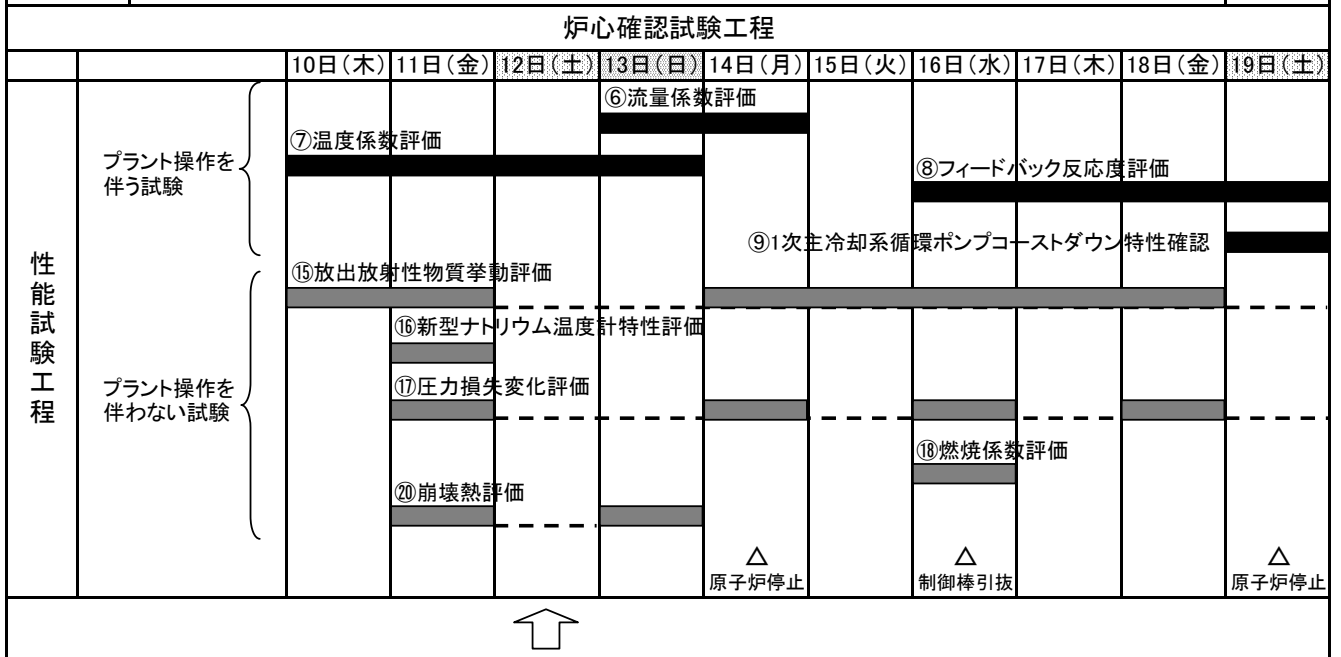 炉心確認試験工程
10日(木) 11日(金) 12日(土) 13日(日) 14日(月) 15日(火) 16日(水) 17日(木) 18日(金) 19日(土)
性能試験工程
プラント操作を
伴う試験
⑥流量係数評価
⑦温度係数評価
⑧フィードバック反応度評価
⑨1次主冷却系循環ポンプコーストダウン特性確認
プラント操作を
伴わない試験
⑮放出放射性物質挙動評価
⑯新型ナトリウム温度計特性評価
⑰圧力損失変化評価
⑱燃焼係数評価
⑳崩壊熱評価
△ △ △
原子炉停止 制御棒引抜 原子炉停止